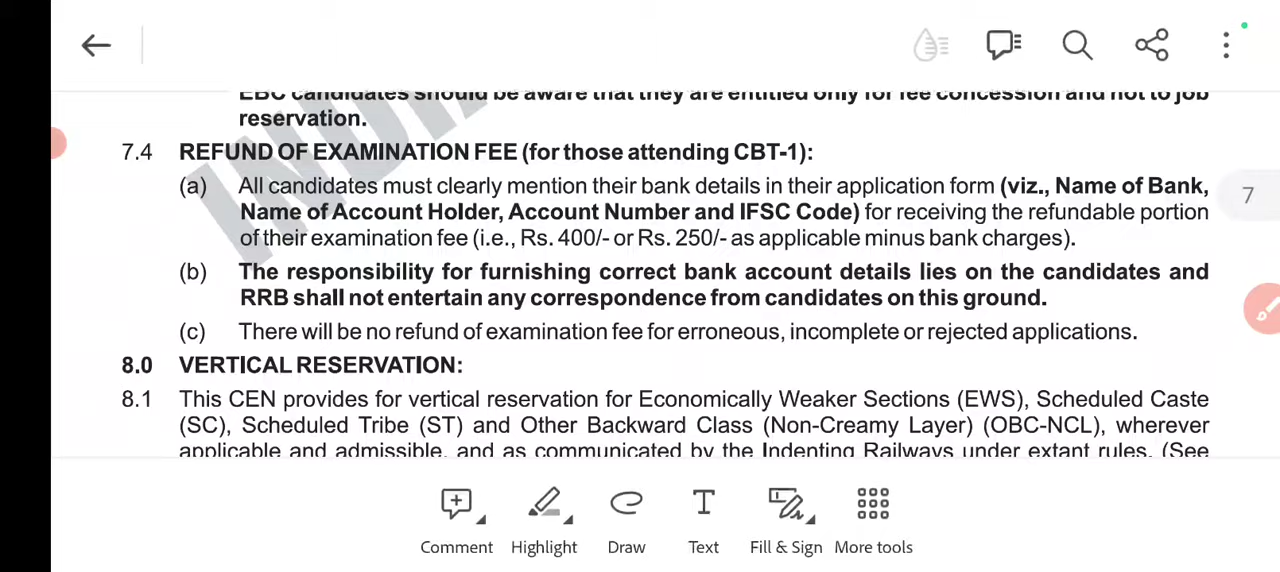 EBC candidates should be aware that they are entitled only for fee concession and not to job
reservation.
7.4 REFUND OF EXAMINATION FEE (for those attending CBT-1):
(a) All candidates must clearly mention their bank details in their application form (viz., Name of Bank,
Name of Account Holder, Account Number and IFSC Code) for receiving the refundable portion
of their examination fee (i.e., Rs. 400/- or Rs. 250/- as applicable minus bank charges).
7
(b) The responsibility for furnishing correct bank account details lies on the candidates and
RRB shall not entertain any correspondence from candidates on this ground.
(c) There will be no refund of examination fee for erroneous, incomplete or rejected applications.
8.0 VERTICAL RESERVATION:
8.1 This CEN provides for vertical reservation for Economically Weaker Sections (EWS), Scheduled Caste
(SC), Scheduled Tribe (ST) and Other Backward Class (Non-Creamy Layer) (OBC-NCL), wherever
applicable and admissible, and as communicated by the Indenting Railways under extant rules. (See
Comment Highlight Draw Text Fill & Sign More tools